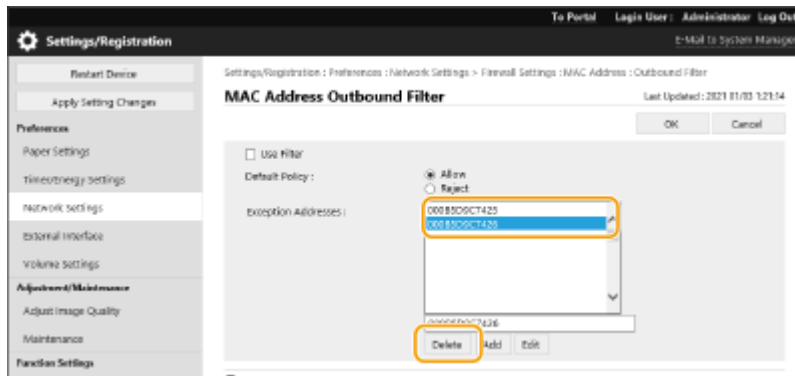 To Portal Login User : Administrator Log Out
Settings/Registration
E-Mail to System Manager
Restart Device
Apply Setting Changes
Preferences
Paper Settings
Timer/Energy Settings
Network Settings
External Interface
Volume Settings
Adjustment/Maintenance
Adjust Image Quality
Maintenance
Function Settings
Settings/Registration : Preferences : Network Settings > Firewall Settings : MAC Address : Outbound Filter
MAC Address Outbound Filter
Last Updated : 2021 01/03 1:21:14
OK Cancel
Use Filter
Default Policy :
Allow
Reject
Exception Addresses :
00085D9C7425
00085D9C7426
Delete Add Edit